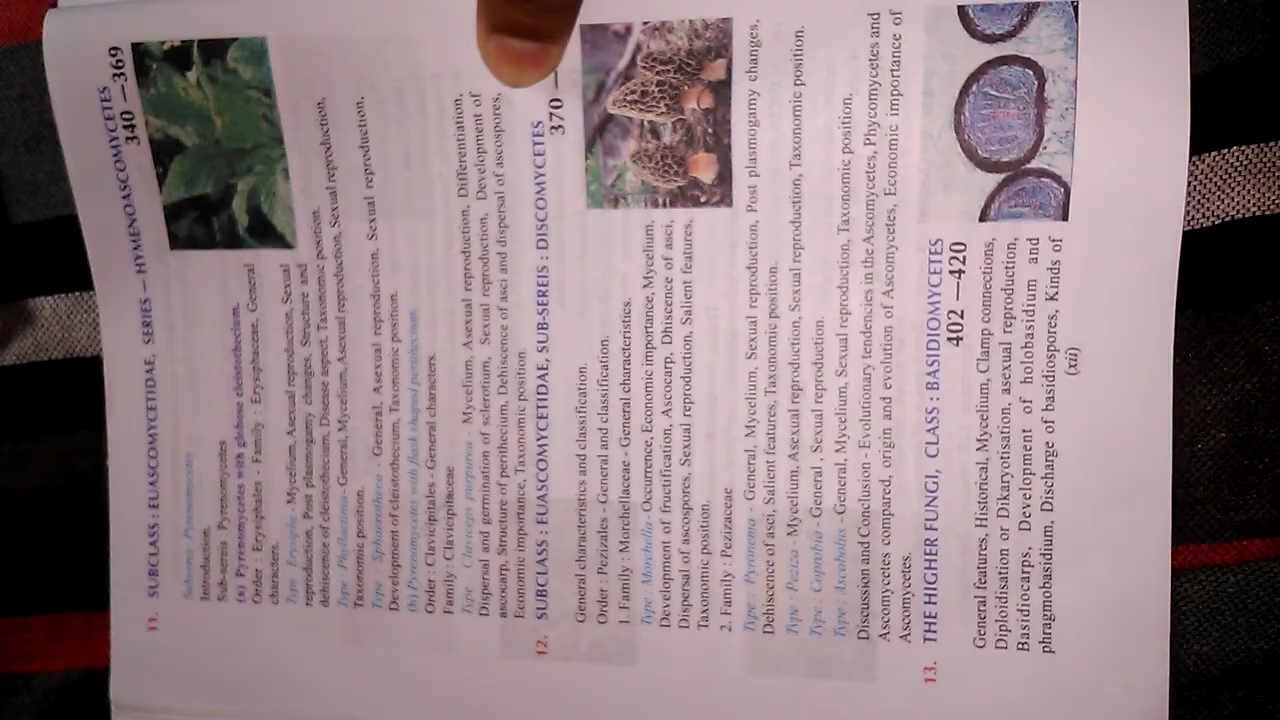 11. SUBCLASS : EUASCOMYCETIDAE, SERIES – HYMENOASCOMYCETES
340 –369
Subsereis Pyrenomycetes
Introduction.
Sub-sereis : Pyrenomycetes
(a) Pyrenomycetes with globose cleistothecium.
Order : Erysiphales - Family : Erysiphaceae, General
characters.
Type Erysiphe - Mycelium, Asexual reproduction, Sexual
reproduction, Post plasmogamy changes, Structure and
dehiscence of cleistothecium, Disease aspect, Taxonomic position.
Type Phyllactinia - General, Mycelium, Asexual reproduction, Sexual reproduction,
Taxonomic position.
Type : Sphaerotheca - General, Asexual reproduction, Sexual reproduction,
Development of cleistothecium, Taxonomic position.
(b) Pyrenomycetes with flask shaped perithecium
Order : Clavicipitales - General characters.
Family : Clavicipitaceae
Type : Claviceps purpurea - Mycelium, Asexual reproduction, Differentiation,
Dispersal and germination of sclerotium, Sexual reproduction, Development of
ascocarp, Structure of perithecium, Dehiscence of asci and dispersal of ascospores,
Economic importance, Taxonomic position.
12. SUBCLASS : EUASCOMYCETIDAE, SUB-SEREIS : DISCOMYCETES
370 –
General characteristics and classification.
Order : Pezizales - General and classification.
1. Family : Morchellaceae - General characteristics.
Type : Morchella - Occurrence, Economic importance, Mycelium,
Development of fructification, Ascocarp, Dhiscence of asci,
Dispersal of ascospores, Sexual reproduction, Salient features,
Taxonomic position.
2. Family : Pezizaceae
Type : Pyronema - General, Mycelium, Sexual reproduction, Post plasmogamy changes,
Dehiscence of asci, Salient features, Taxonomic position.
Type : Peziza - Mycelium, Asexual reproduction, Sexual reproduction, Taxonomic position.
Type : Coprobia - General , Sexual reproduction.
Type : Ascobolus - General, Mycelium, Sexual reproduction, Taxonomic position.
Discussion and Conclusion - Evolutionary tendencies in the Ascomycetes, Phycomycetes and
Ascomycetes compared, origin and evolution of Ascomycetes, Economic importance of
Ascomycetes.
13. THE HIGHER FUNGI, CLASS : BASIDIOMYCETES
402 –420
General features, Historical, Mycelium, Clamp connections,
Diploidisation or Dikaryotisation, asexual reproduction,
Basidiocarps, Development of holobasidium and
phragmobasidium, Discharge of basidiospores, Kinds of
(xii)